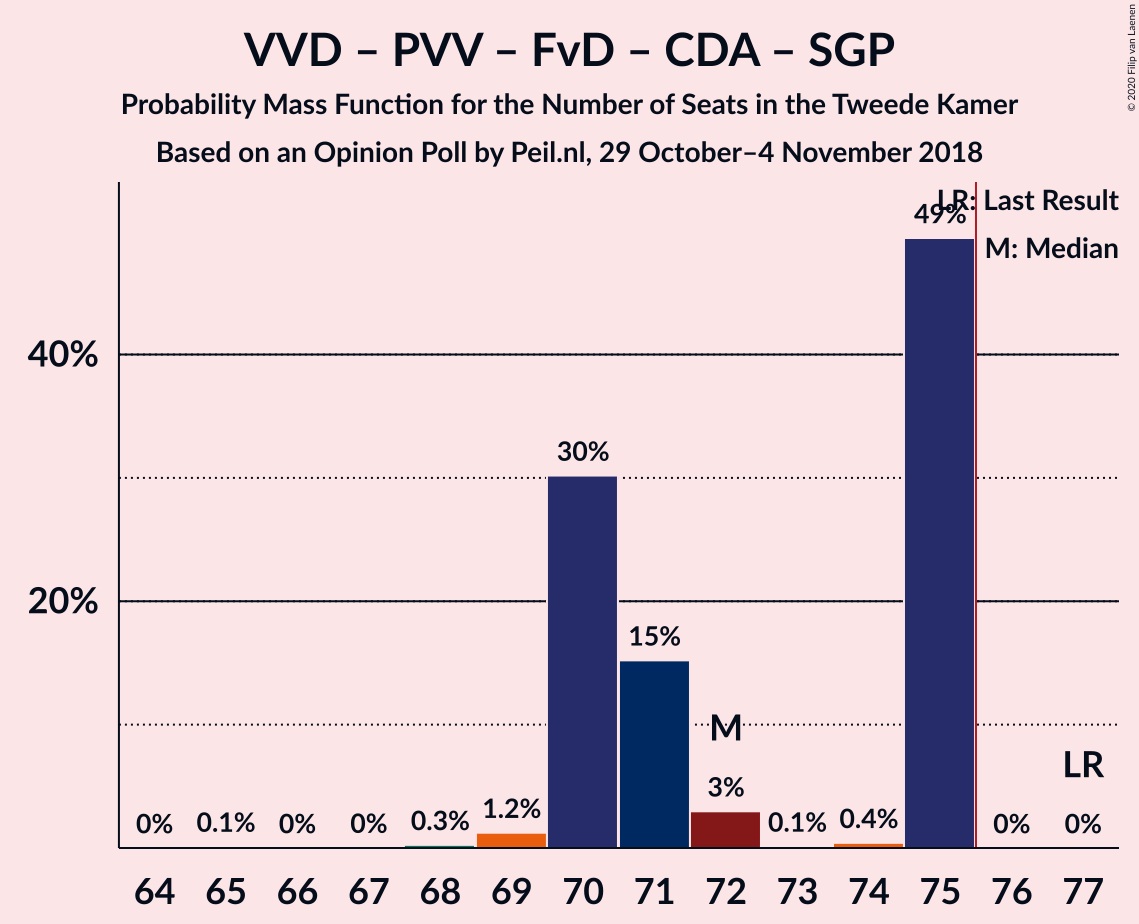 VVD – PVV – FvD – CDA – SGP
Probability Mass Function for the Number of Seats in the Tweede Kamer
Based on an Opinion Poll by Peil.nl, 29 October–4 November 2018
© 2020 Filip van Laenen
LR: Last Result
M: Median
49%
40%
30%
20%
15%
M
LR
0% 0.1% 0% 0% 0.3% 1.2% 3% 0.1% 0.4% 0% 0%
64 65 66 67 68 69 70 71 72 73 74 75 76 77